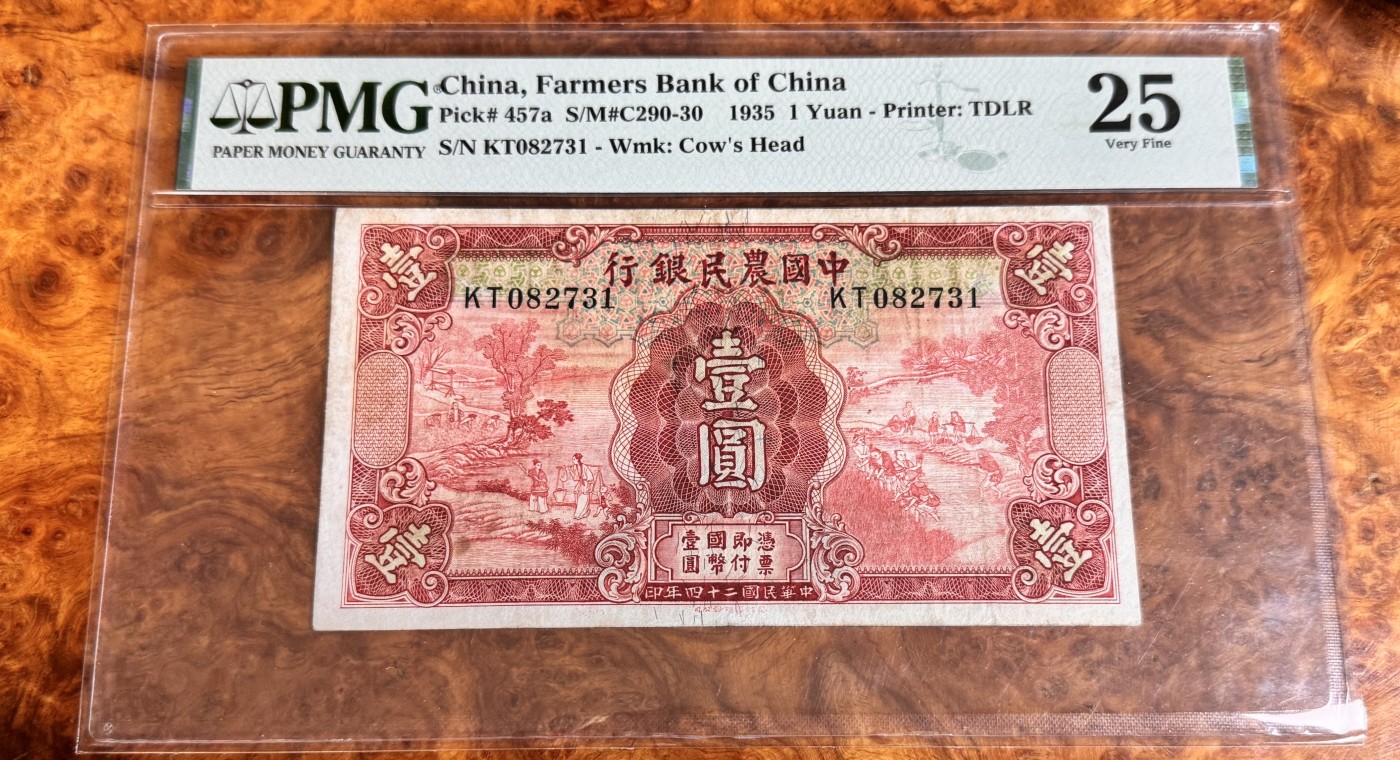 PMG®
PAPER MONEY GUARANTY
China, Farmers Bank of China
Pick# 457a S/M#C290-30 1935 1 Yuan - Printer: TDLR
S/N KT082731 - Wmk: Cow's Head
25
Very Fine
壹
壹
中國農民銀行
KT082731
KT082731
壹圓
憑票
即付
國幣
壹圓
壹
壹
中華民國二十四年印